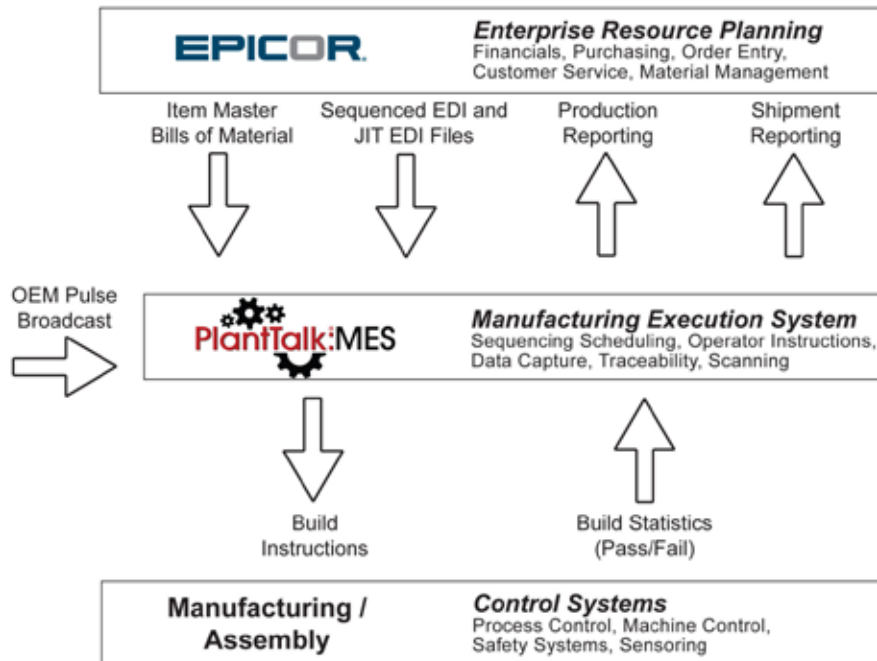 EPICOR.
Enterprise Resource Planning
Financials, Purchasing, Order Entry,
Customer Service, Material Management
Item Master
Bills of Material
Sequenced EDI and
JIT EDI Files
Production
Reporting
Shipment
Reporting
OEM Pulse
Broadcast
PlantTalk:MES
Manufacturing Execution System
Sequencing Scheduling, Operator Instructions,
Data Capture, Traceability, Scanning
Build
Instructions
Build Statistics
(Pass/Fail)
Manufacturing /
Assembly
Control Systems
Process Control, Machine Control,
Safety Systems, Sensoring